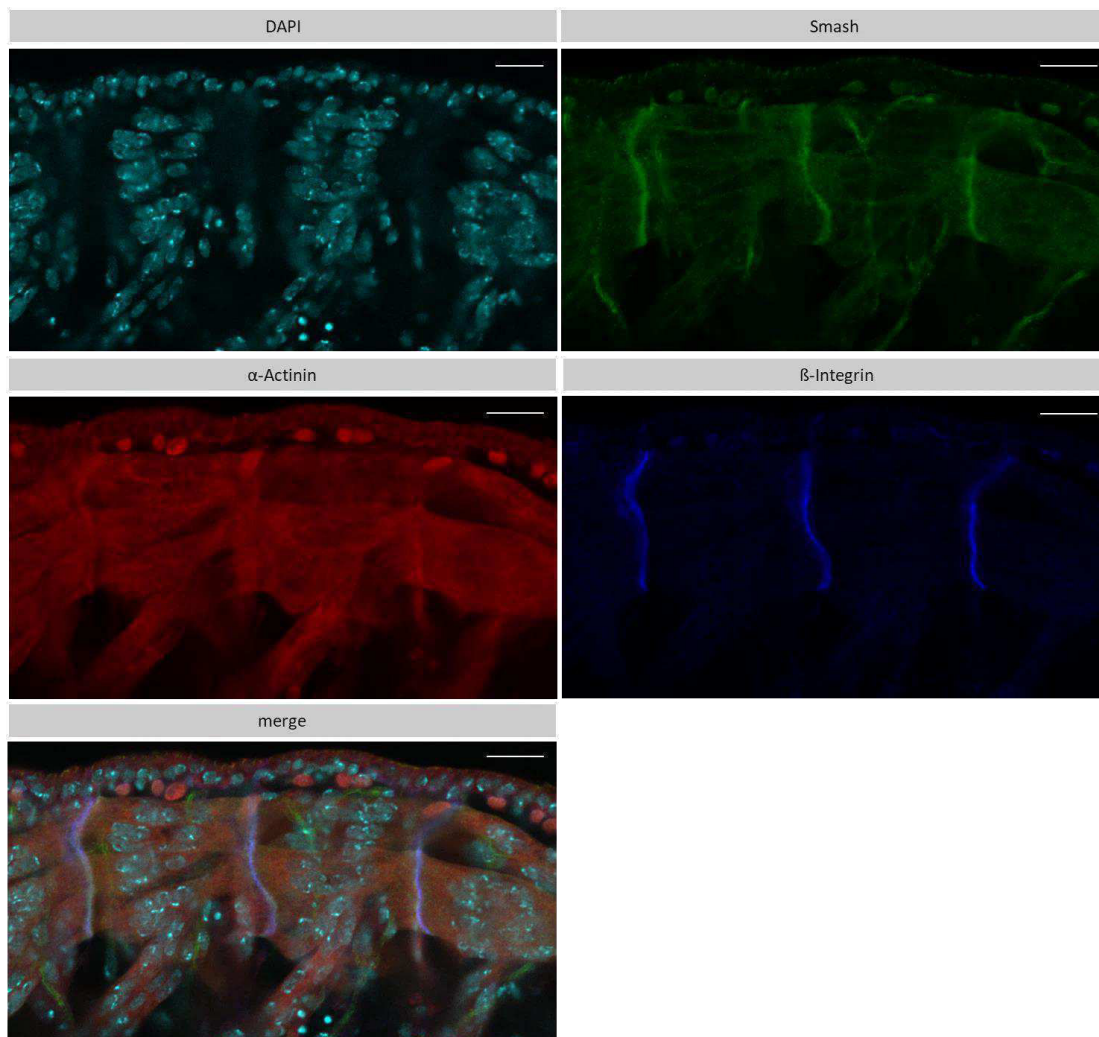 DAPI
Smash
α-Actinin
ß-Integrin
merge